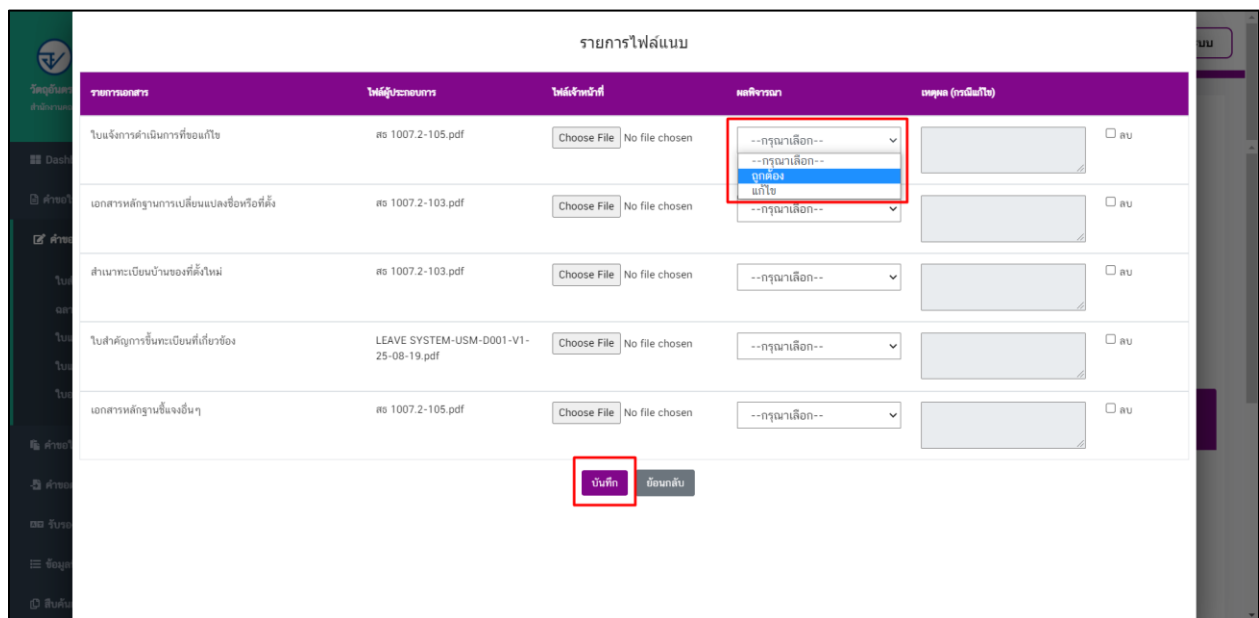 รายการไฟล์แนบ
วัตถุอันตร
รายการเอกสาร ไฟล์ผู้ประกอบการ ไฟล์เจ้าหน้าที่ ผลพิจารณา เหตุผล (กรณีแก้ไข)
ใบแจ้งการดำเนินการที่ขอแก้ไข สธ 1007.2-105.pdf Choose File No file chosen --กรุณาเลือก-- ลบ
--กรุณาเลือก--
ถูกต้อง
แก้ไข
เอกสารหลักฐานการเปลี่ยนแปลงชื่อหรือที่ตั้ง สธ 1007.2-103.pdf Choose File No file chosen --กรุณาเลือก-- ลบ
สำเนาทะเบียนบ้านของที่ตั้งใหม่ สธ 1007.2-103.pdf Choose File No file chosen --กรุณาเลือก-- ลบ
ใบสำคัญการขึ้นทะเบียนที่เกี่ยวข้อง LEAVE SYSTEM-USM-D001-V1-
25-08-19.pdf Choose File No file chosen --กรุณาเลือก-- ลบ
เอกสารหลักฐานชี้แจงอื่นๆ สธ 1007.2-105.pdf Choose File No file chosen --กรุณาเลือก-- ลบ
บันทึก ย้อนกลับ